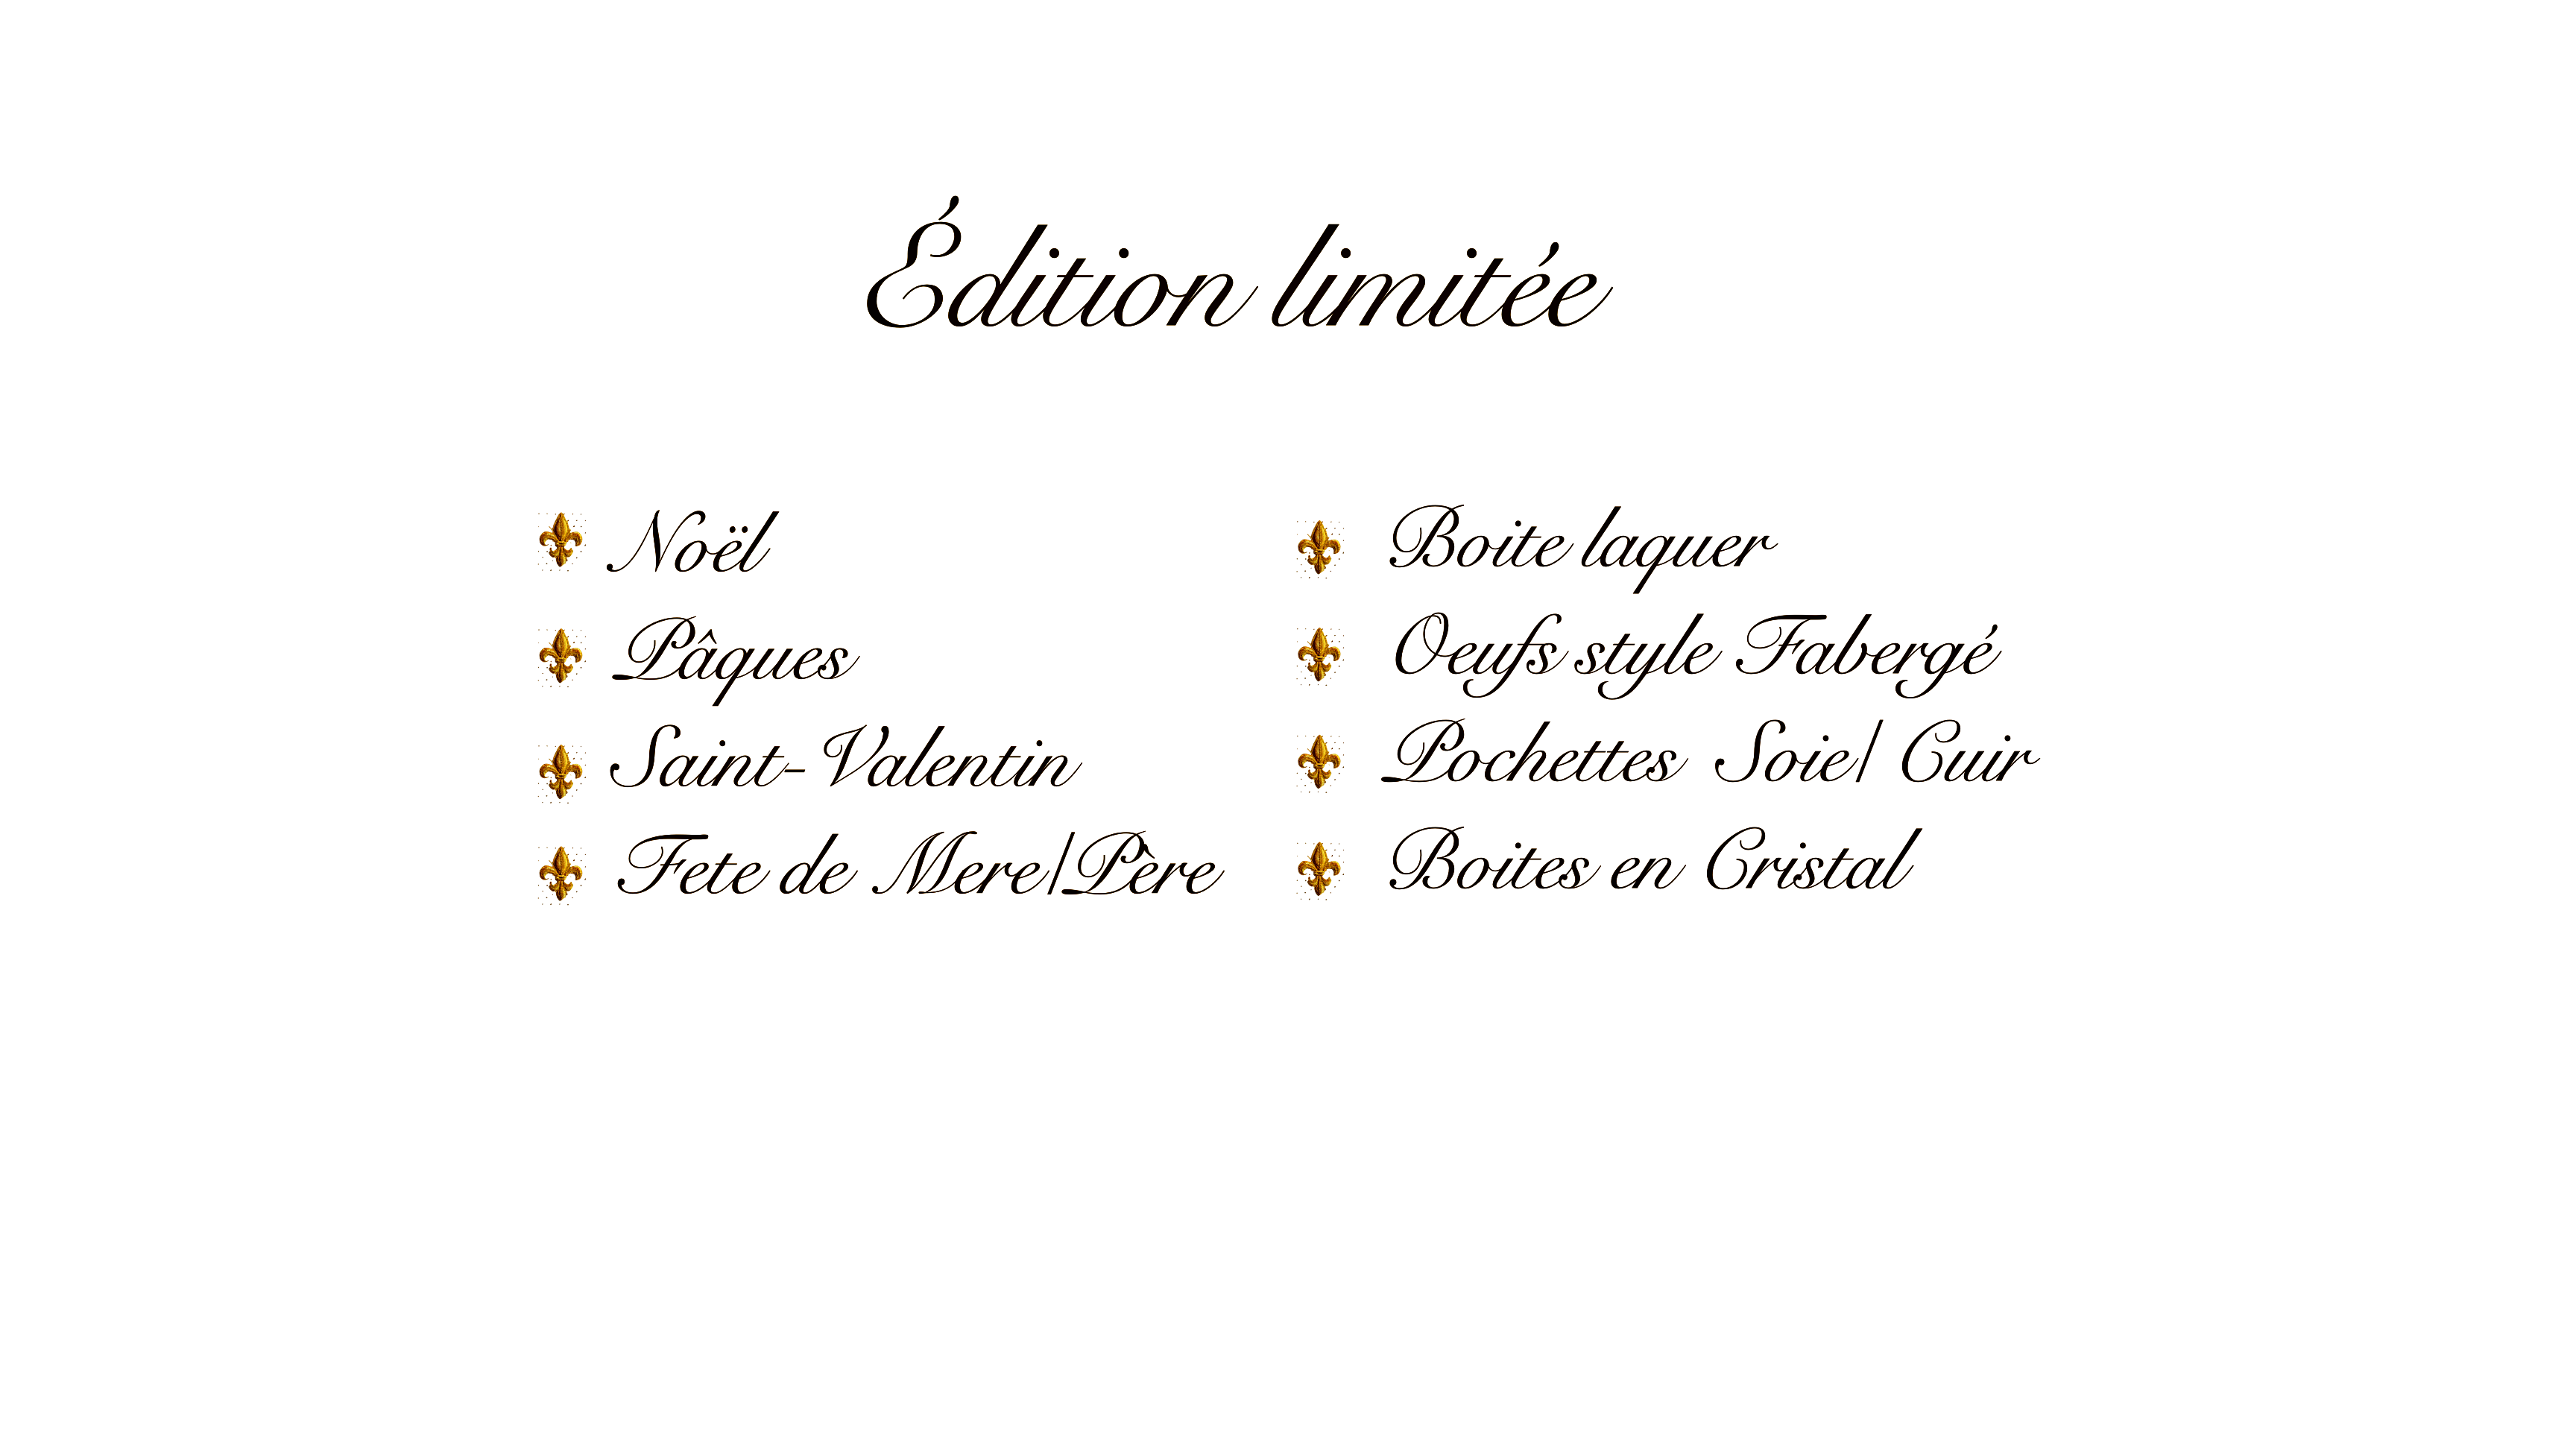 Édition limitée
Noël
Pâques
Saint-Valentin
Fete de Mere/Père
Boite laquer
Oeufs style Fabergé
Pochettes Soie/ Cuir
Boites en Cristal